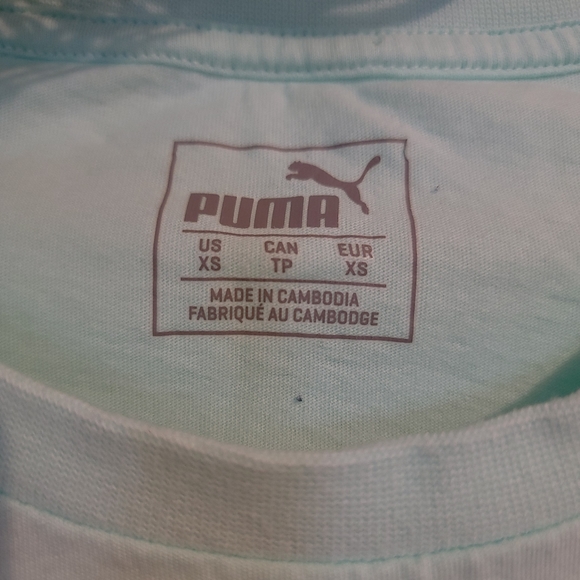 PUMA
US CAN EUR
XS TP XS
MADE IN CAMBODIA
FABRIQUÉ AU CAMBODGE